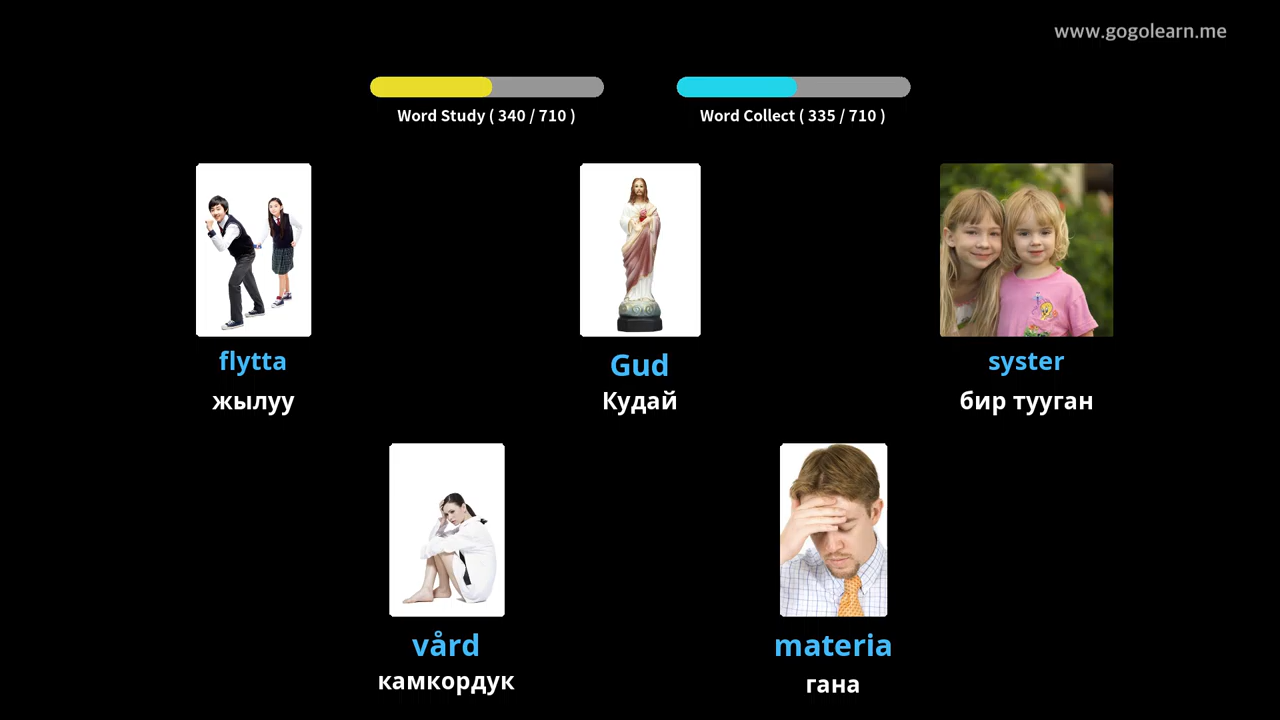 www.gogolearn.me
Word Study ( 340 / 710 )
Word Collect ( 335 / 710 )
flytta
жылуу
Gud
Кудай
syster
бир тууган
vård
камкордук
materia
гана